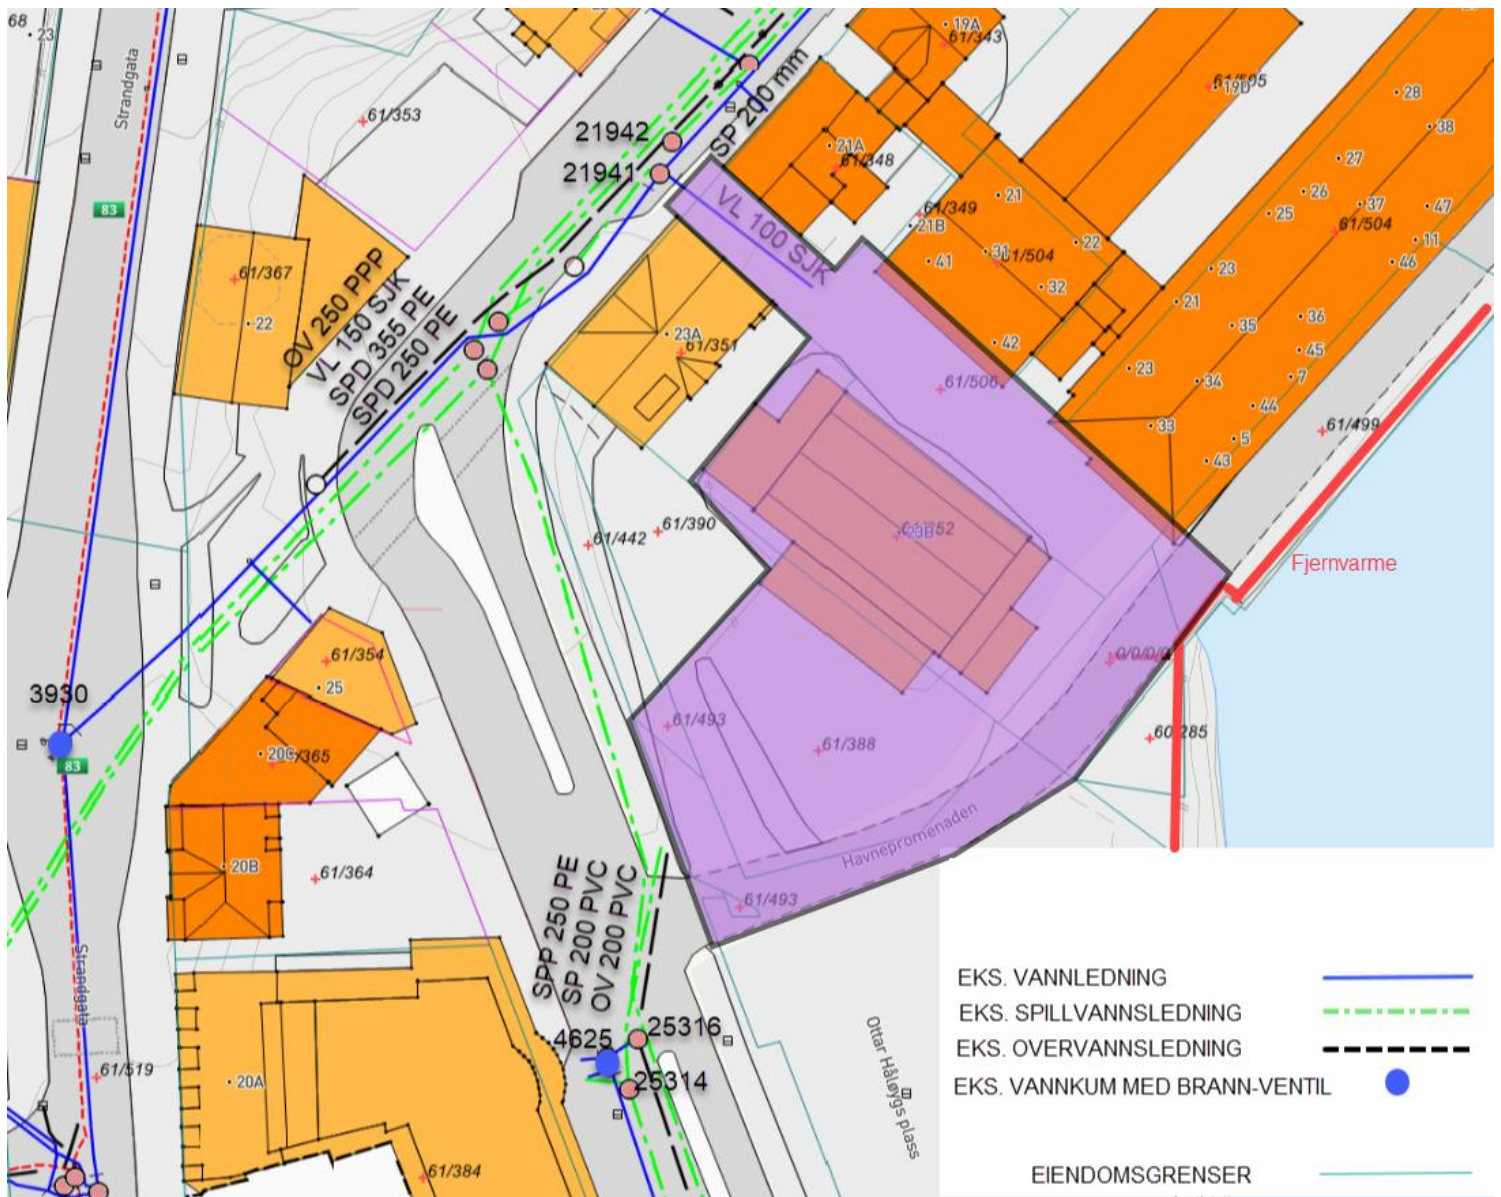 68
23
Strandgata
83
61/353
21942
21941
SP 200 mm
VL 100 SJK
19A
61/343
21A
61/348
61/349
21B
21
61/504
31
22
41
32
42
19D
28
38
27
26
25
37
47
61/504
11
46
23
21
36
35
45
7
23
34
44
33
5
43
61/499
61/367
22
OV 250 PPP
VL 150 SJK
SPD 355 PE
SPD 250 PE
23A
61/351
61/506
61/442
61/390
23B
Fjernvarme
0/0/0/0
61/354
25
3930
83
20C
61/493
61/388
20B
61/364
Havnepromenaden
61/493
SPP 250 PE
SP 200 PVC
OV 200 PVC
Strandgata
61/519
20A
4625
25316
25314
Ottar Håløygs plass
61/384
EKS. VANNLEDNING
EKS. SPILLVANNSLEDNING
EKS. OVERVANNSLEDNING
EKS. VANNKUM MED BRANN-VENTIL
EIENDOMSGRENSER